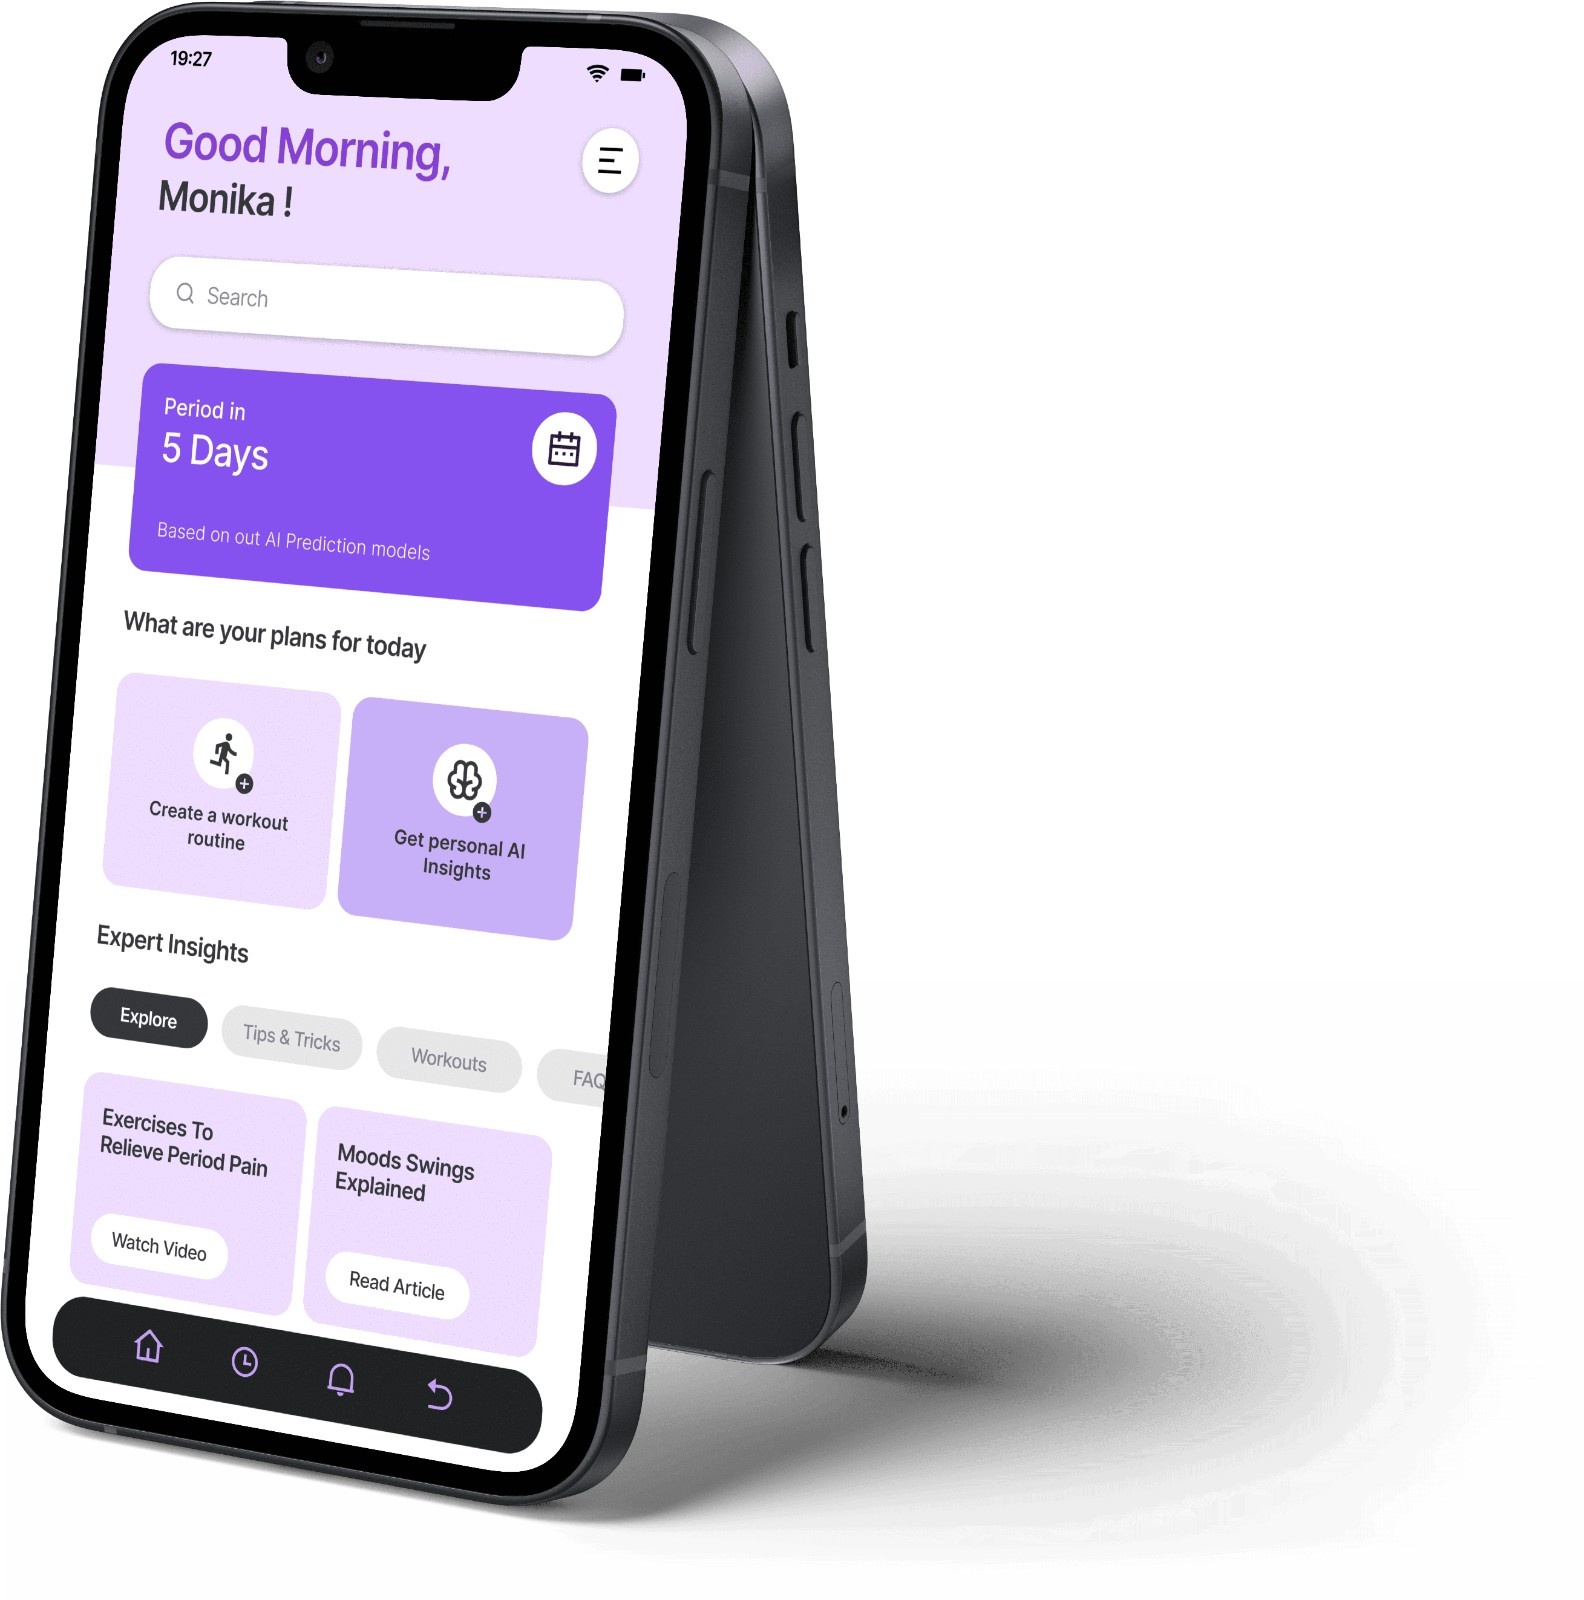 19:27
Good Morning,
Monika !
Search
Period in
5 Days
Based on out AI Prediction models
What are your plans for today
Create a workout
routine
Get personal AI
Insights
Expert Insights
Explore
Tips & Tricks
Workouts
FAQ
Exercises To
Relieve Period Pain
Moods Swings
Explained
Watch Video
Read Article